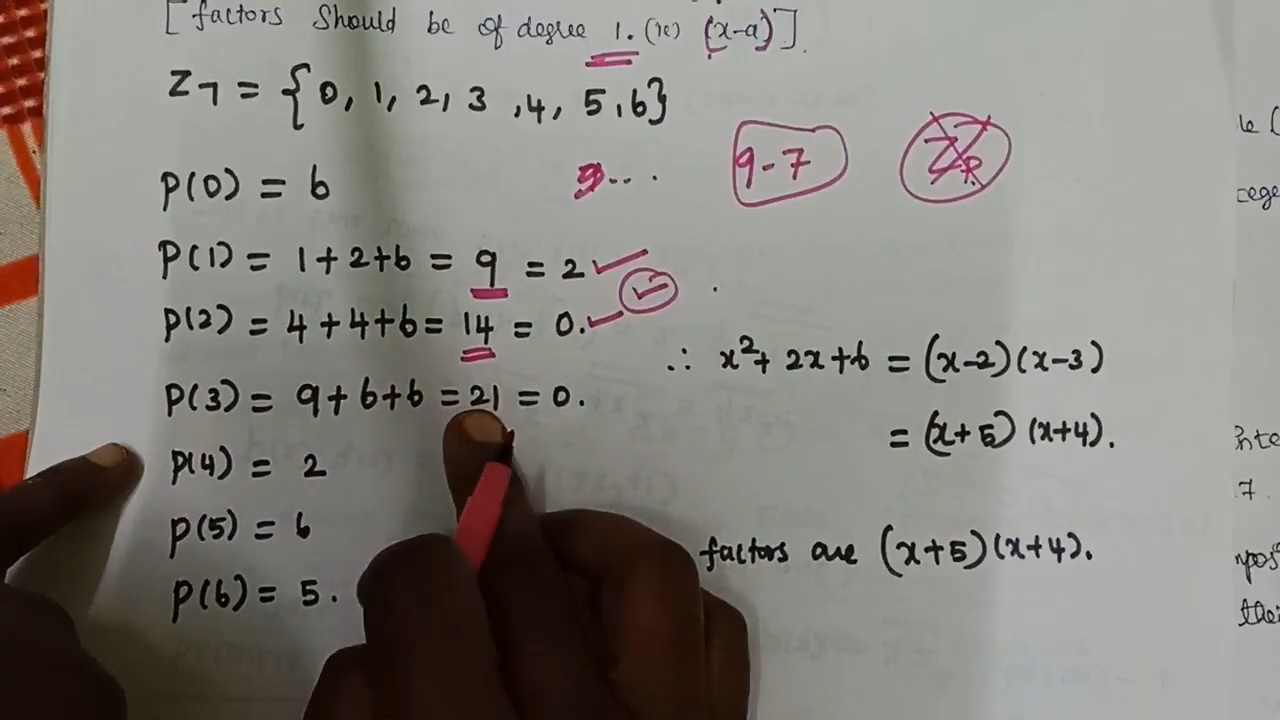 [factors should be of degree 1. (ie) (x-a)].
Z7 = {0, 1, 2, 3, 4, 5, 6}
9-7
P(0) = 6
P(1) = 1+2+6 = 9 = 2 ✓
P(2) = 4+4+6 = 14 = 0. ✓ ✓
P(3) = 9+6+6 = 21 = 0.
P(4) = 2
P(5) = 6
P(6) = 5.
∴ x²+ 2x+6 = (x-2)(x-3)
= (x+5) (x+4).
factors are (x+5)(x+4).
7.